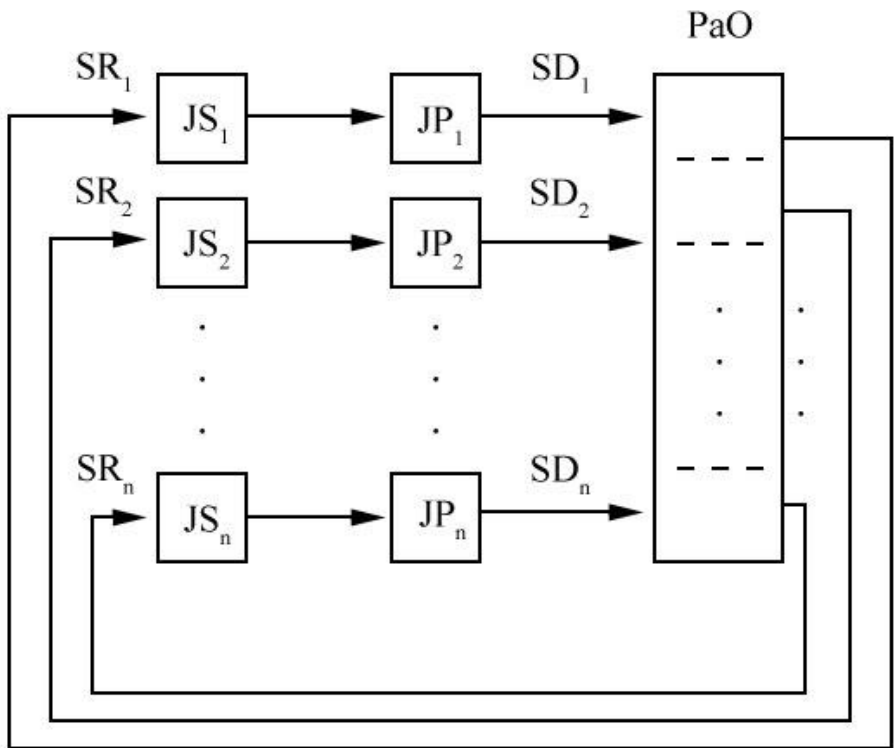 PaO
SR₁
JS₁
JP₁
SD₁
SR₂
JS₂
JP₂
SD₂
SRₙ
JSₙ
JPₙ
SDₙ